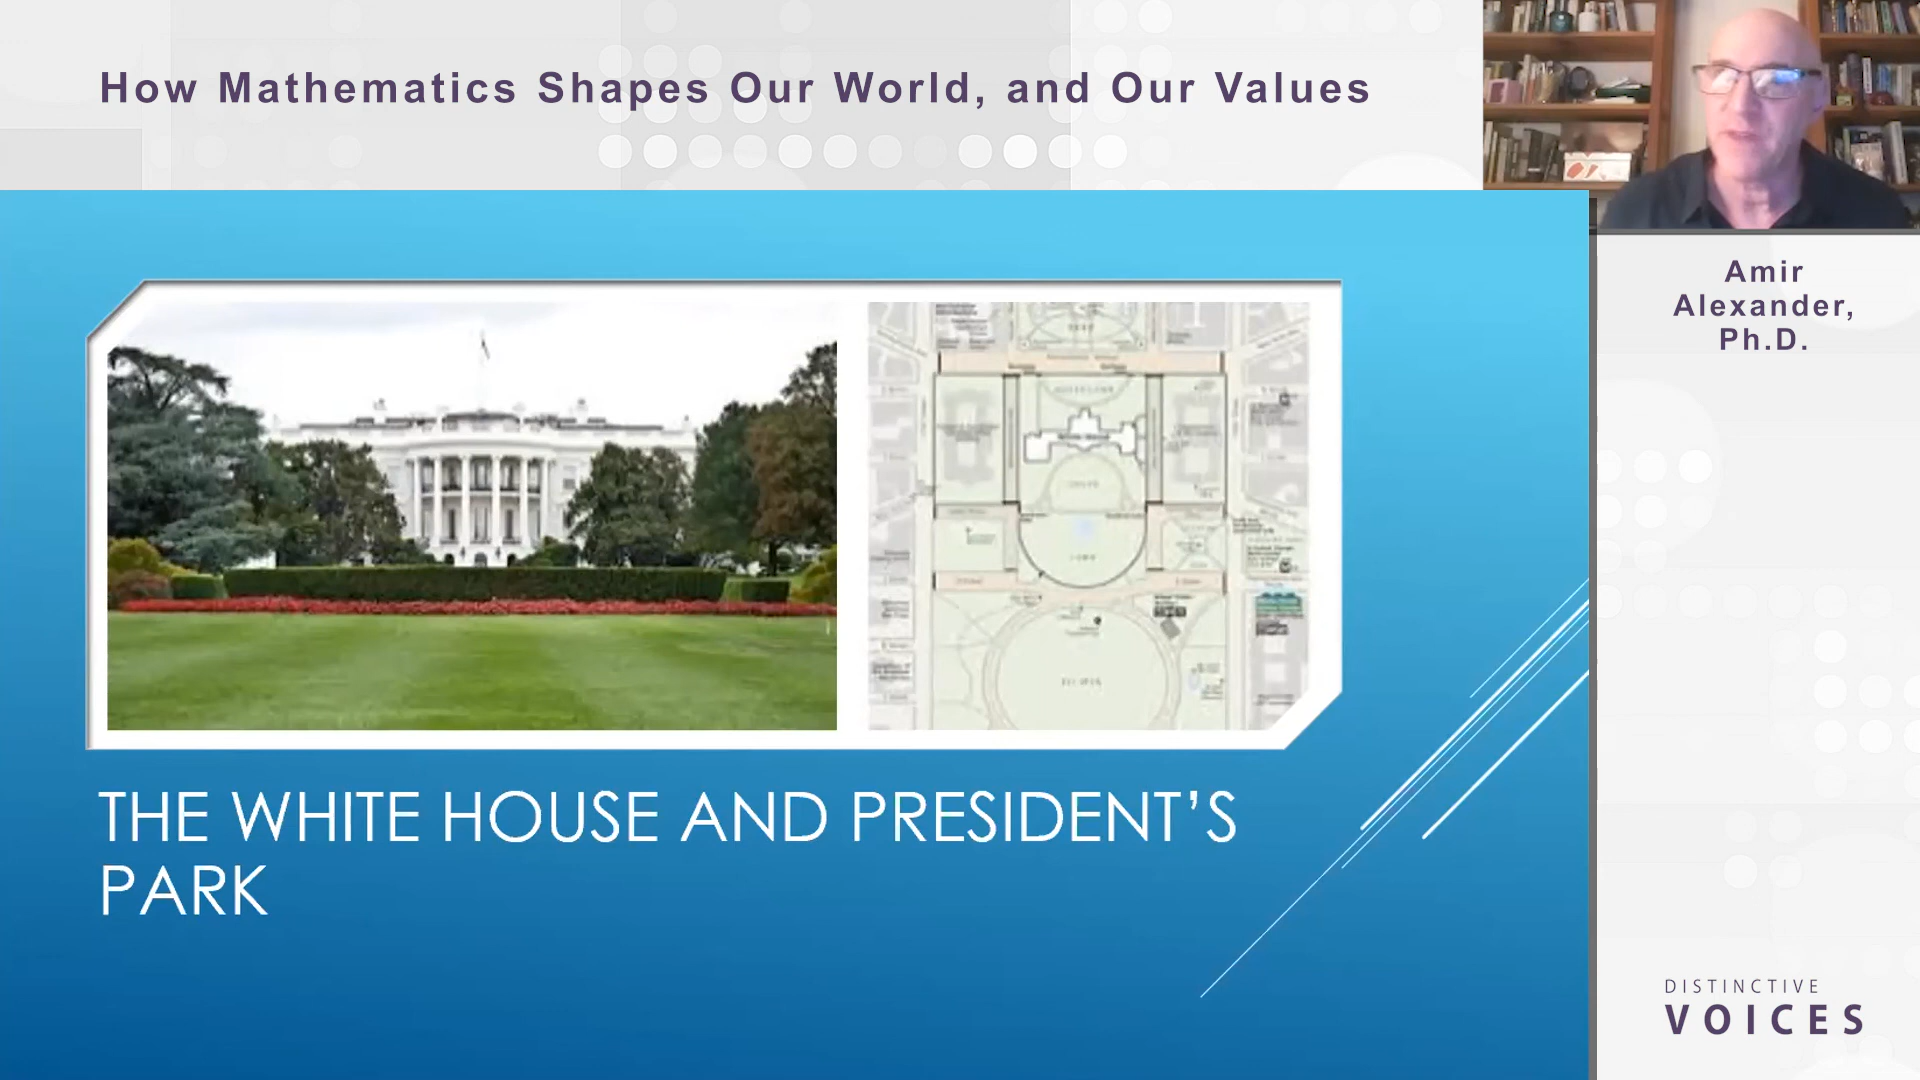 How Mathematics Shapes Our World, and Our Values
Amir
Alexander,
Ph.D.
THE WHITE HOUSE AND PRESIDENT’S
PARK
DISTINCTIVE
VOICES